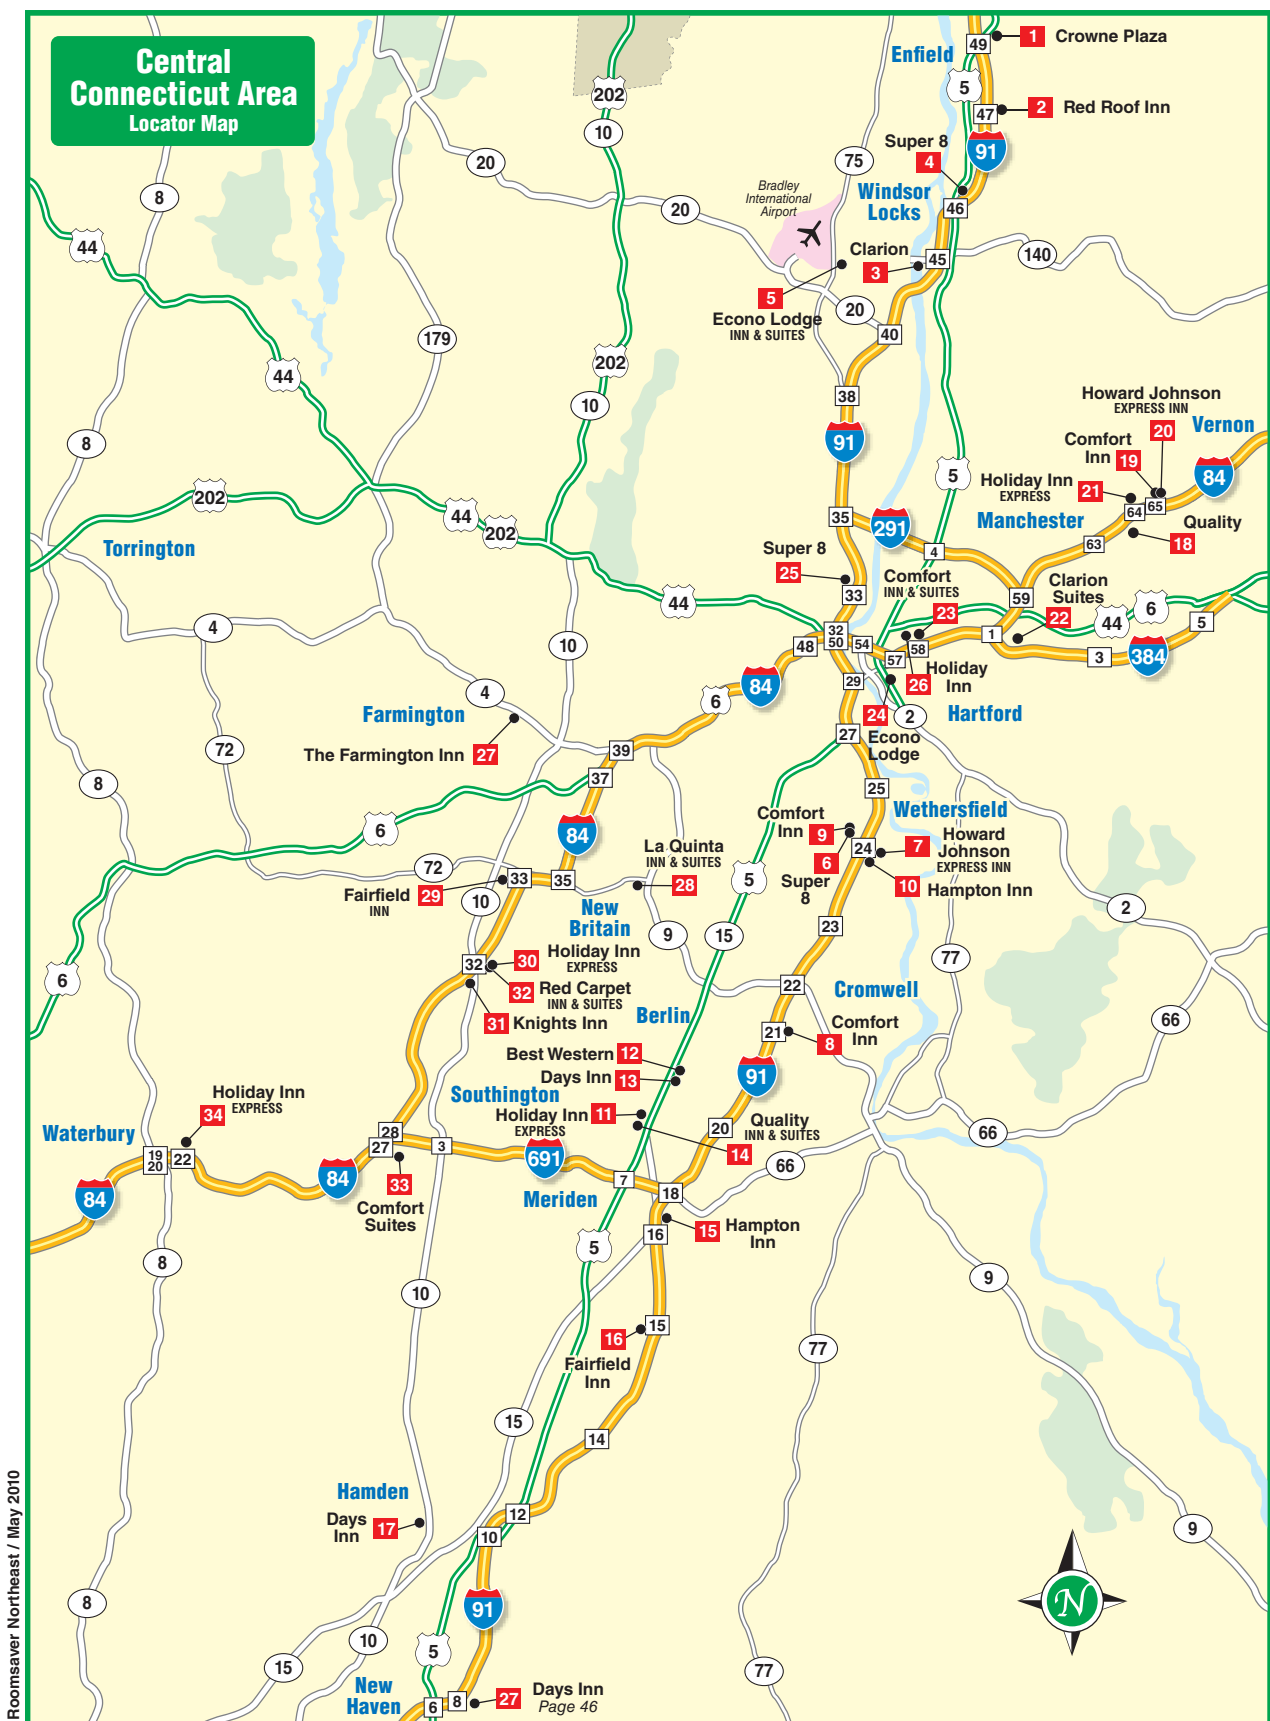 Central
Connecticut Area
Locator Map
49
1 Crowne Plaza
Enfield
5
202
47
2 Red Roof Inn
10
Super 8
4
91
75
20
Bradley
International
Airport
Windsor
Locks
8
20
46
44
Clarion
3
45
140
5
Econo Lodge
INN & SUITES
20
40
179
202
44
38
10
Howard Johnson
EXPRESS INN
20
Vernon
8
91
Comfort
Inn 19
84
5
Holiday Inn
EXPRESS
21
202
44
202
35
291
Manchester
64
65
Quality
18
63
Torrington
Super 8
25
4
Comfort
INN & SUITES
23
Clarion
Suites
22
59
33
44
44
6
5
4
10
48
32
50
54
57
58
1
3
384
84
29
Holiday
Inn
26
4
6
24
2
Hartford
Farmington
The Farmington Inn 27
72
39
27
Econo
Lodge
37
8
25
6
84
Wethersfield
Comfort
Inn 9
24
7
Howard
Johnson
EXPRESS INN
6
Super
8
10 Hampton Inn
La Quinta
INN & SUITES
28
72
33
35
5
Fairfield
INN
29
10
New
Britain
2
9
15
23
77
32
30
Holiday Inn
EXPRESS
6
32
Red Carpet
INN & SUITES
22
Cromwell
31 Knights Inn
Berlin
21
8
Comfort
Inn
66
Best Western 12
Days Inn 13
91
Southington
Holiday Inn
EXPRESS
11
34
Holiday Inn
EXPRESS
Waterbury
28
27
3
691
20
Quality
INN & SUITES
14
66
19
20
22
66
84
84
33
Comfort
Suites
7
18
Meriden
15
Hampton
Inn
16
5
8
10
9
16
15
Fairfield
Inn
77
15
14
Hamden
Days
Inn
17
12
10
9
8
91
N
10
5
15
77
New
Haven
6
8
27
Days Inn
Page 46
Roomsaver Northeast / May 2010